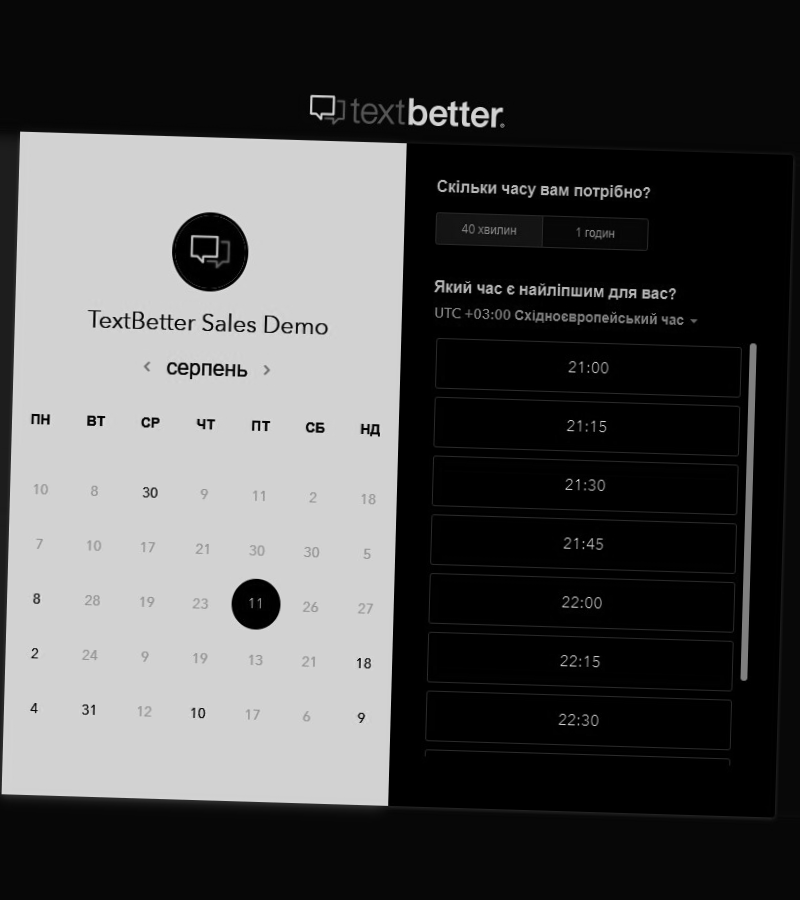 textbetter.
TextBetter Sales Demo
серпень
ПН ВТ СР ЧТ ПТ СБ НД
10 8 30 9 11 2 18
7 10 17 21 30 30 5
8 28 19 23 11 26 27
2 24 9 19 13 21 18
4 31 12 10 17 6 9
Скільки часу вам потрібно?
40 хвилин 1 годин
Який час є найліпшим для вас?
UTC +03:00 Східноєвропейський час
21:00
21:15
21:30
21:45
22:00
22:15
22:30